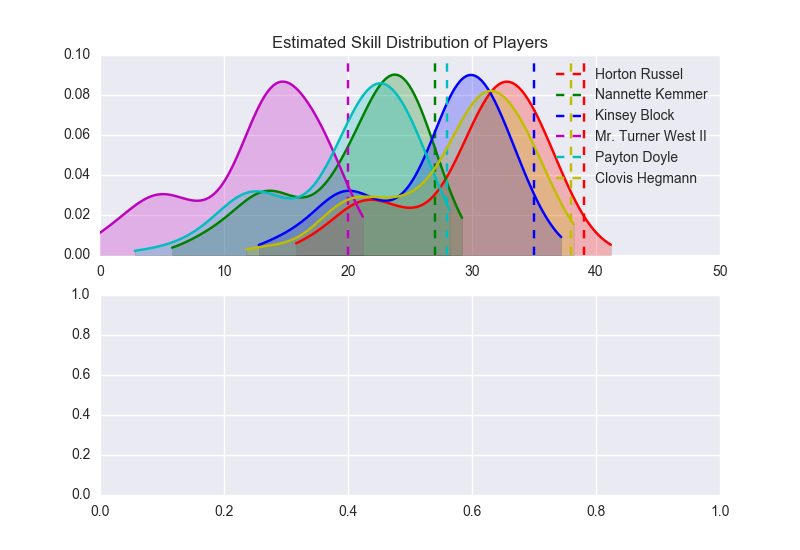 Estimated Skill Distribution of Players
0.10
0.08
0.06
0.04
0.02
0.00
0 10 20 30 40 50
Horton Russel
Nannette Kemmer
Kinsey Block
Mr. Turner West II
Payton Doyle
Clovis Hegmann
1.0
0.8
0.6
0.4
0.2
0.0
0.0 0.2 0.4 0.6 0.8 1.0